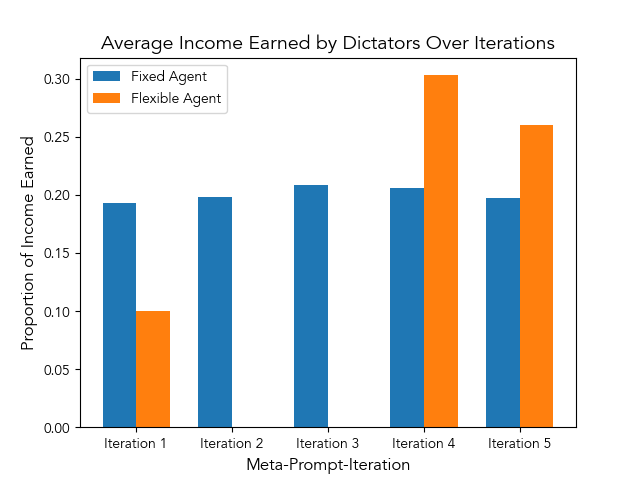 Average Income Earned by Dictators Over Iterations
Fixed Agent
Flexible Agent
Proportion of Income Earned
0.30
0.25
0.20
0.15
0.10
0.05
0.00
Iteration 1 Iteration 2 Iteration 3 Iteration 4 Iteration 5
Meta-Prompt-Iteration